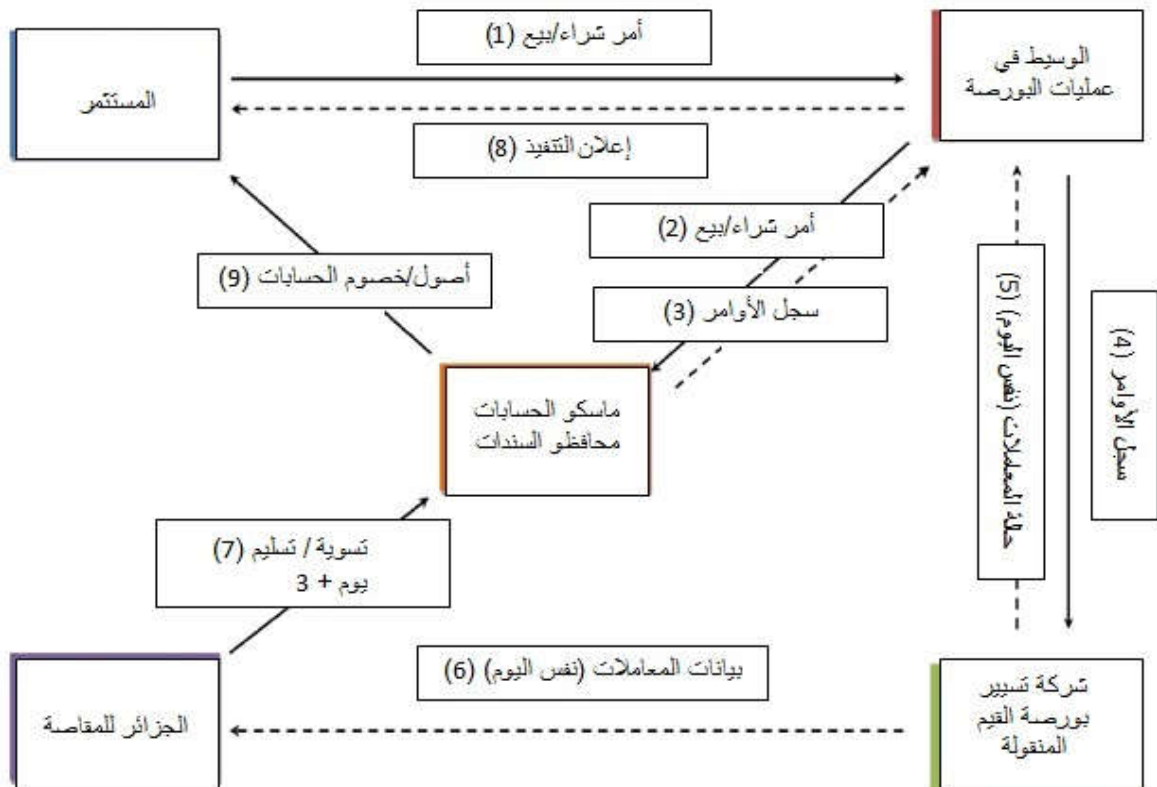 أمر شراء/بيع (1)
الوسيط في
عمليات البورصة
المستثمر
إعلان التنفيذ (8)
أمر شراء/بيع (2)
أصول/خصوم الحسابات (9)
سجل الأوامر (3)
حالة المعملات (نفس اليوم) (5)
سجل الأوامر (4)
ماسكو الحسابات
محافظو السندات
تسوية / تسليم (7)
يوم + 3
بيانات المعاملات (نفس اليوم) (6)
شركة تسيير
بورصة القيم
المنقولة
الجزائر للمقاصة